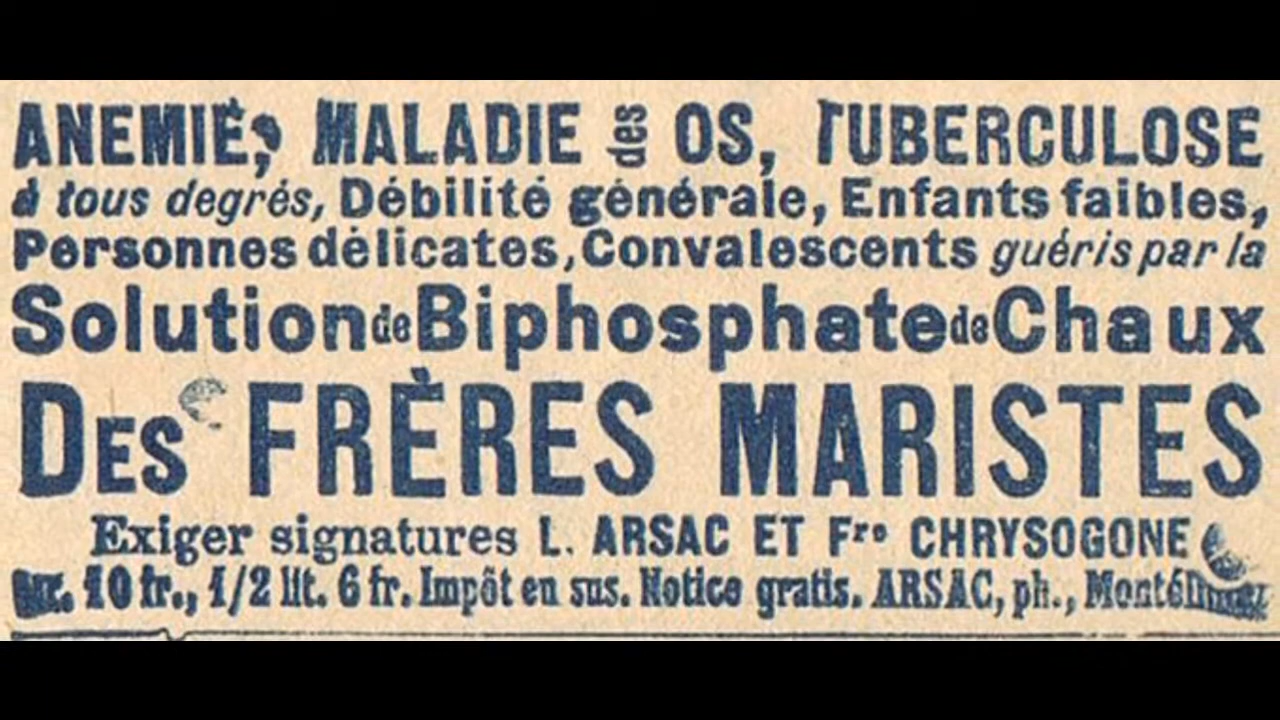 ANEMIE, MALADIE des OS, TUBERCULOSE
à tous degrés, Débilité générale, Enfants faibles,
Personnes délicates, Convalescents guéris par la
Solution de Biphosphate de Chaux
DES FRÈRES MARISTES
Exiger signatures L. ARSAC ET Fre CHRYSOGONE
10 fr., 1/2 lit. 6 fr. Impôt en sus. Notice gratis. ARSAC, ph.,